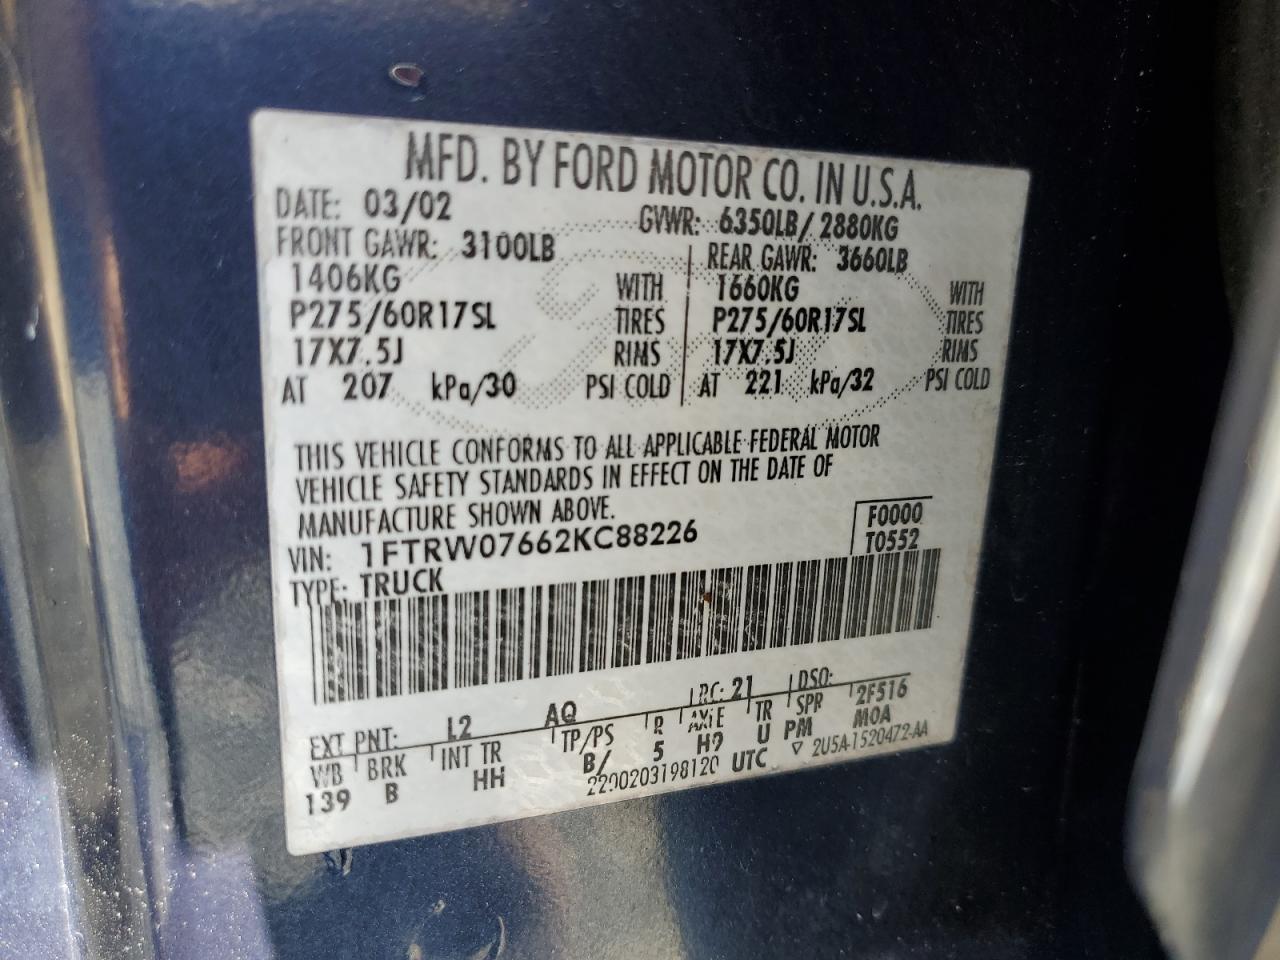 MFD. BY FORD MOTOR CO. IN U.S.A.
DATE: 03/02 GVWR: 6350LB/ 2880KG
FRONT GAWR: 3100LB REAR GAWR: 3660LB
1406KG WITH 1660KG WITH
P275/60R17SL TIRES P275/60R17SL TIRES
17X7.5J RIMS 17X7.5J RIMS
AT 207 kPa/30 PSI COLD AT 221 kPa/32 PSI COLD
THIS VEHICLE CONFORMS TO ALL APPLICABLE FEDERAL MOTOR
VEHICLE SAFETY STANDARDS IN EFFECT ON THE DATE OF
MANUFACTURE SHOWN ABOVE.
VIN: 1FTRW07662KC88226 F0000
TYPE: TRUCK T0552
EXT PNT: L2 AQ RC: 21 DSO: 2F516
WB BRK INT TR TP/PS R AXLE TR SPR M0A
139 B HH B/ 5 H9 U PM
UTC ▽ 2U5A-1520472-AA